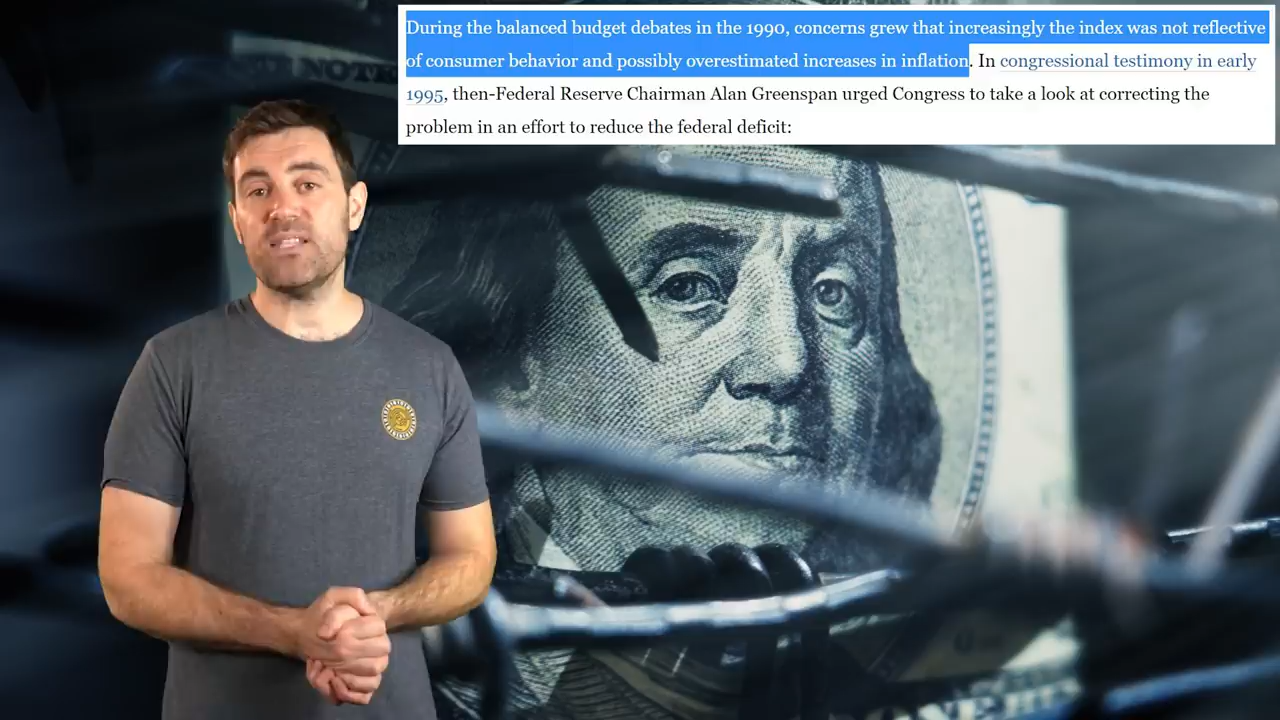 During the balanced budget debates in the 1990, concerns grew that increasingly the index was not reflective
of consumer behavior and possibly overestimated increases in inflation. In congressional testimony in early
1995, then-Federal Reserve Chairman Alan Greenspan urged Congress to take a look at correcting the
problem in an effort to reduce the federal deficit:
NOTE